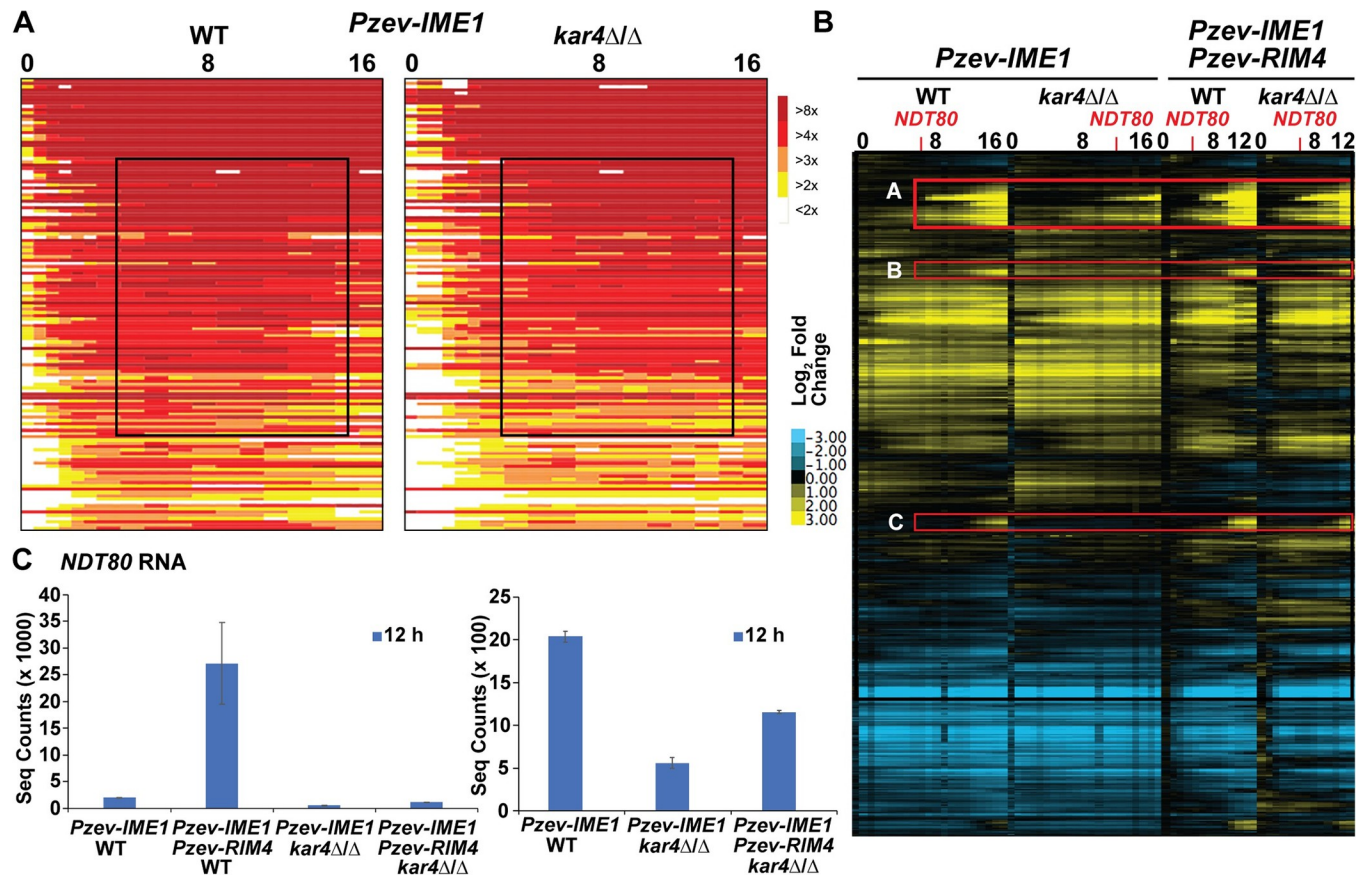 A
Pzev-IME1
WT
kar4Δ/Δ
0 8 16
0 8 16
>8x
>4x
>3x
>2x
<2x
B
Pzev-IME1
Pzev-IME1
Pzev-RIM4
WT
kar4Δ/Δ
WT
kar4Δ/Δ
NDT80
NDT80
NDT80
NDT80
0 8 16 0 8 16 0 8 12 0 8 12
A
B
C
Log2 Fold
Change
-3.00
-2.00
-1.00
0.00
1.00
2.00
3.00
C
NDT80 RNA
Seq Counts (x 1000)
40
35
30
25
20
15
10
5
0
12 h
Pzev-IME1
WT
Pzev-IME1
Pzev-RIM4
WT
Pzev-IME1
kar4Δ/Δ
Pzev-IME1
Pzev-RIM4
kar4Δ/Δ
Seq Counts (x 100)
25
20
15
10
5
0
12 h
Pzev-IME1
WT
Pzev-IME1
kar4Δ/Δ
Pzev-IME1
Pzev-RIM4
kar4Δ/Δ